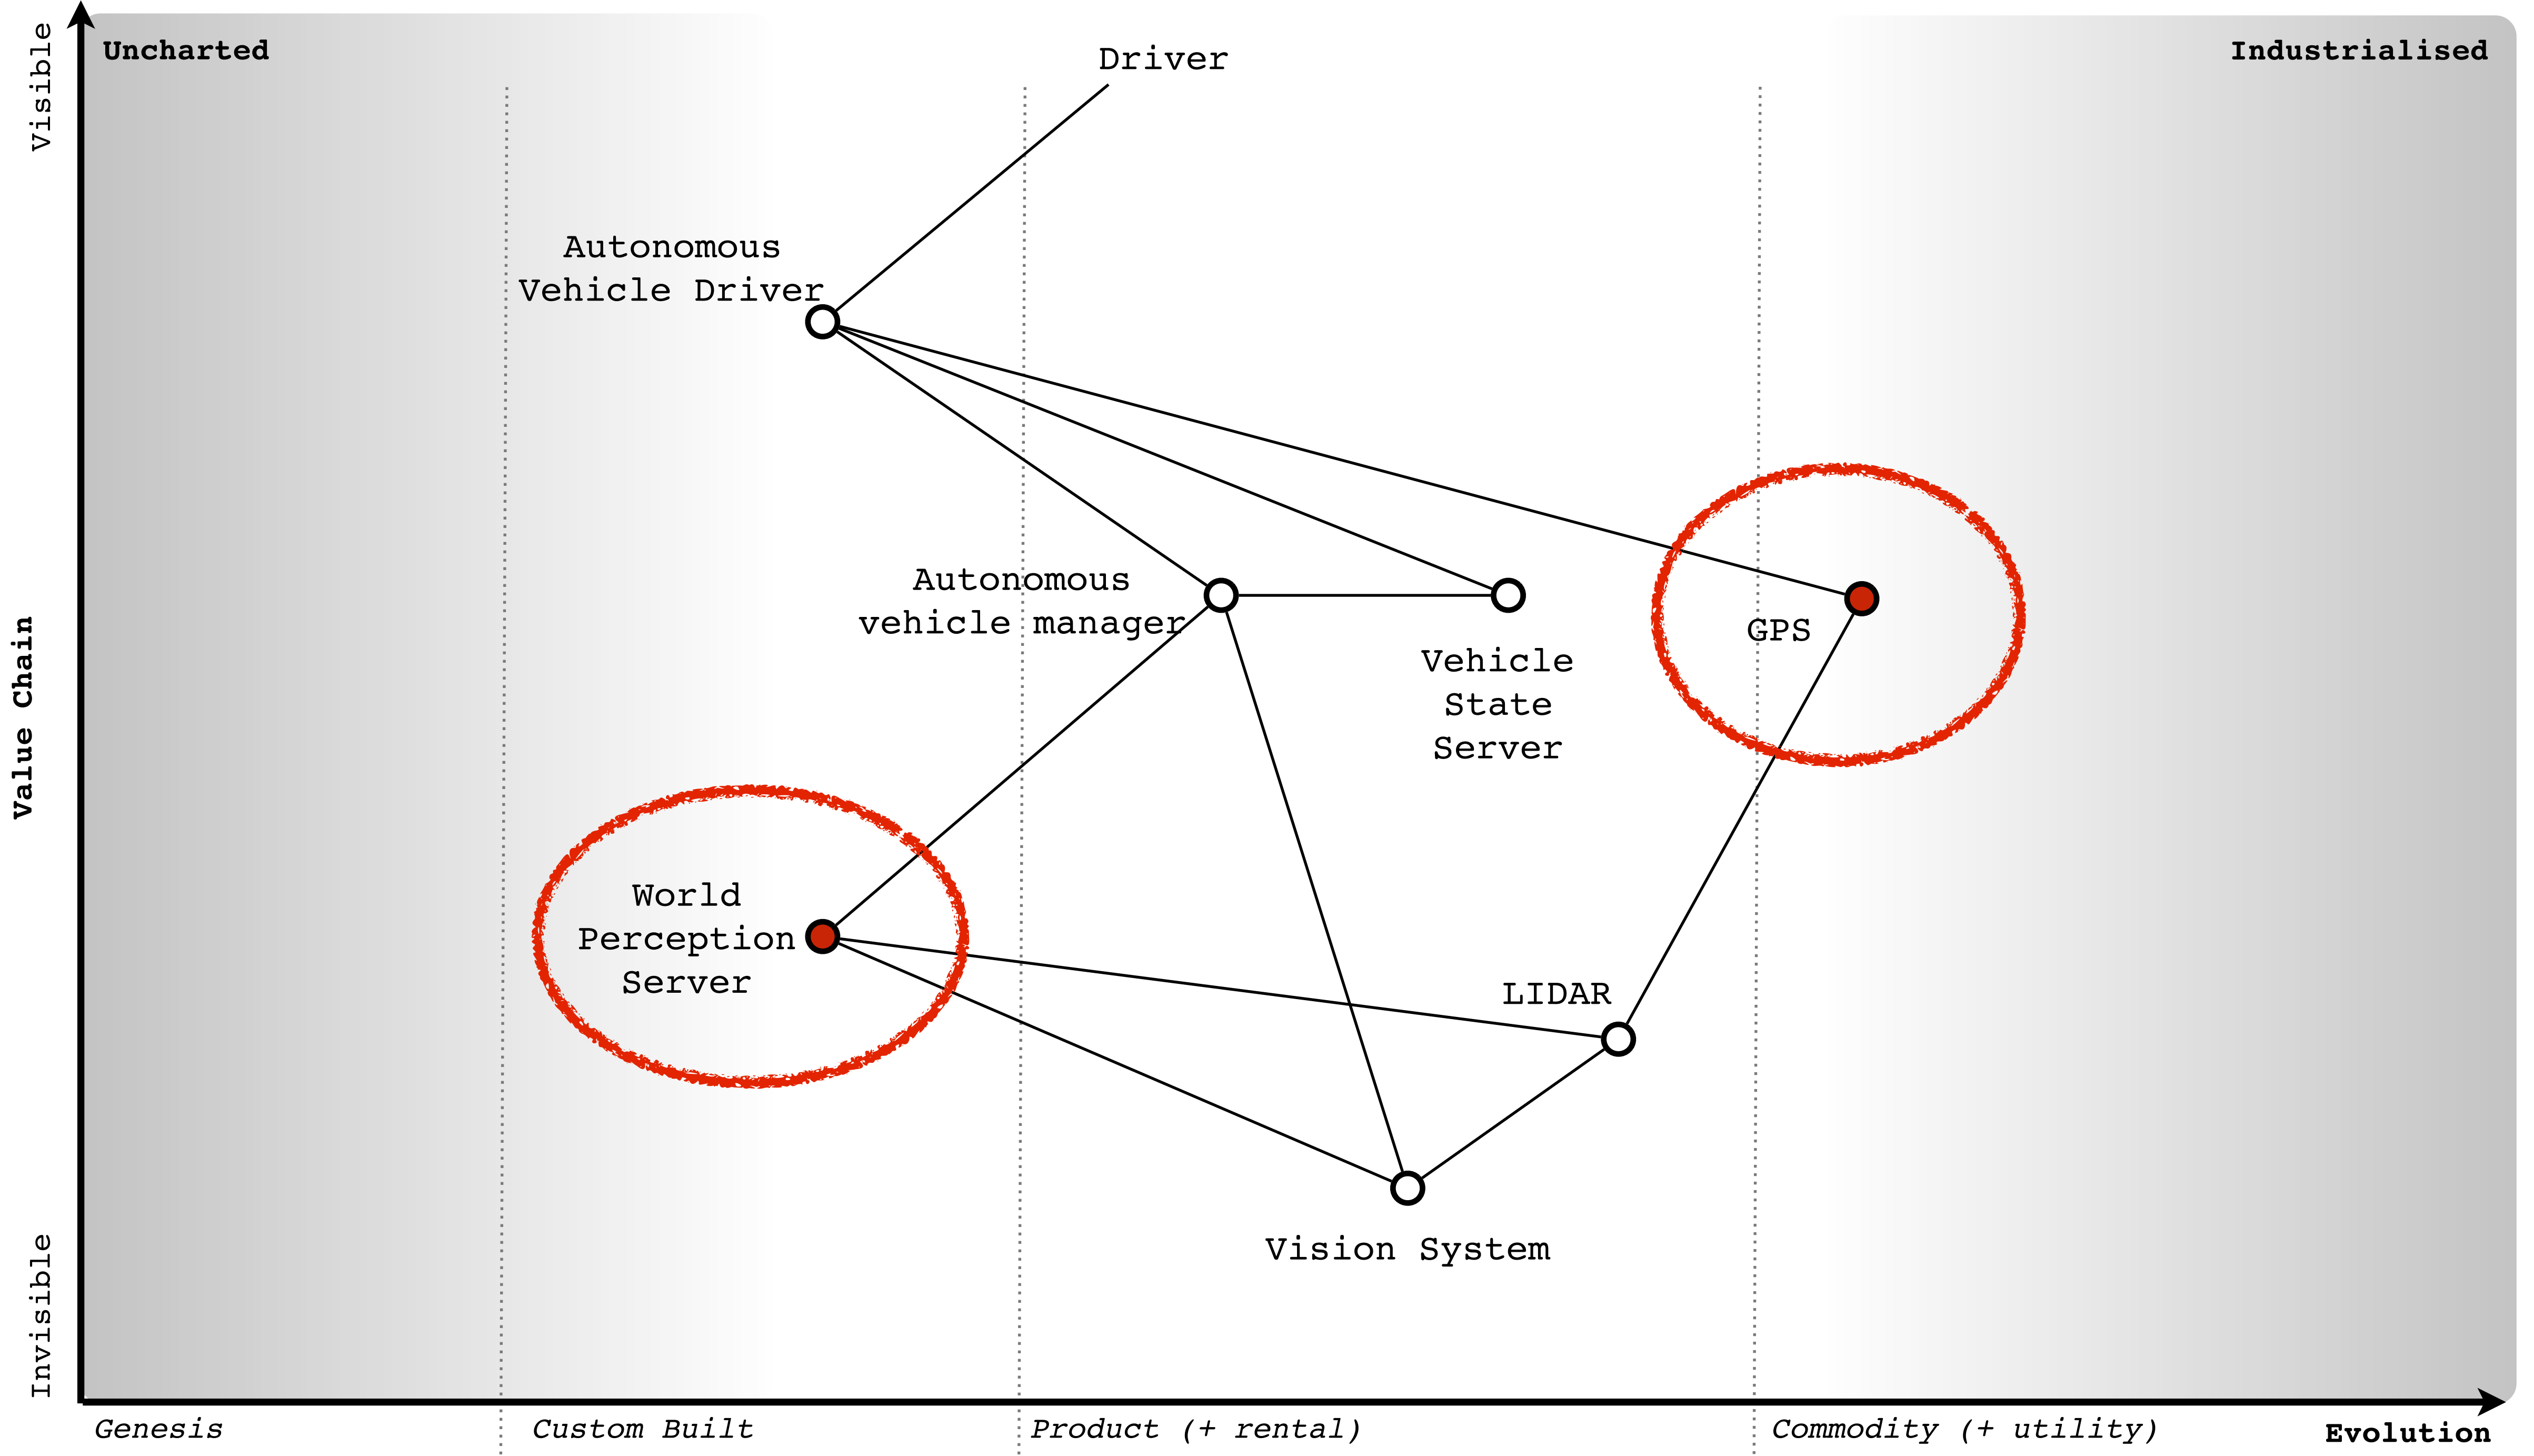 Uncharted
Industrialised
Visible
Driver
Autonomous
Vehicle Driver
Autonomous
vehicle manager
GPS
Vehicle
State
Server
Value Chain
World
Perception
Server
LIDAR
Vision System
Invisible
Genesis
Custom Built
Product (+ rental)
Commodity (+ utility)
Evolution